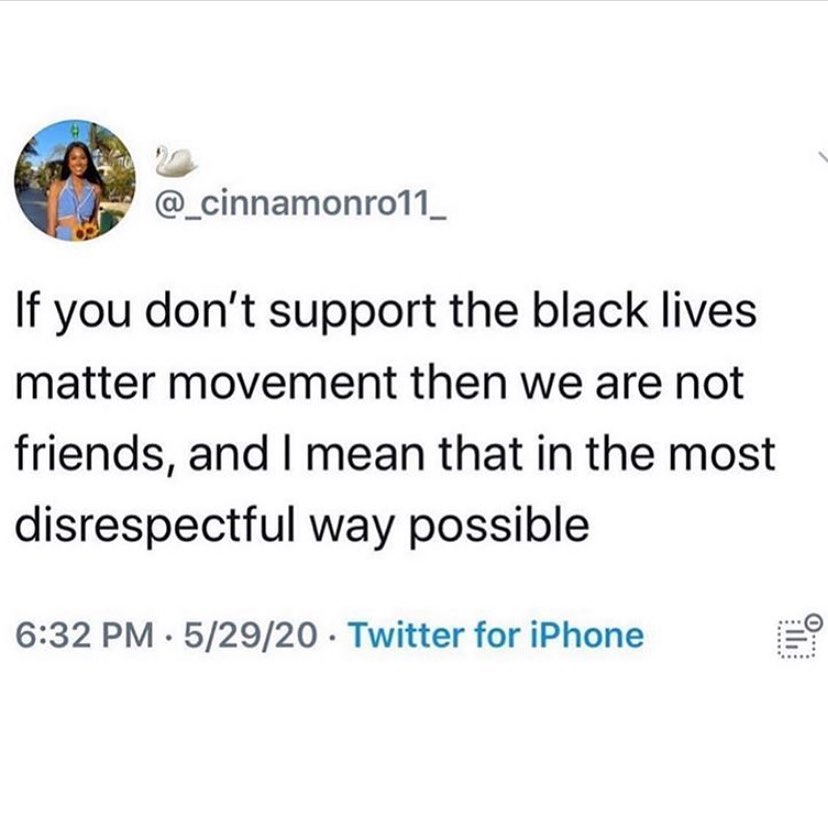 @_cinnamonro11_
If you don't support the black lives
matter movement then we are not
friends, and I mean that in the most
disrespectful way possible
6:32 PM · 5/29/20 · Twitter for iPhone